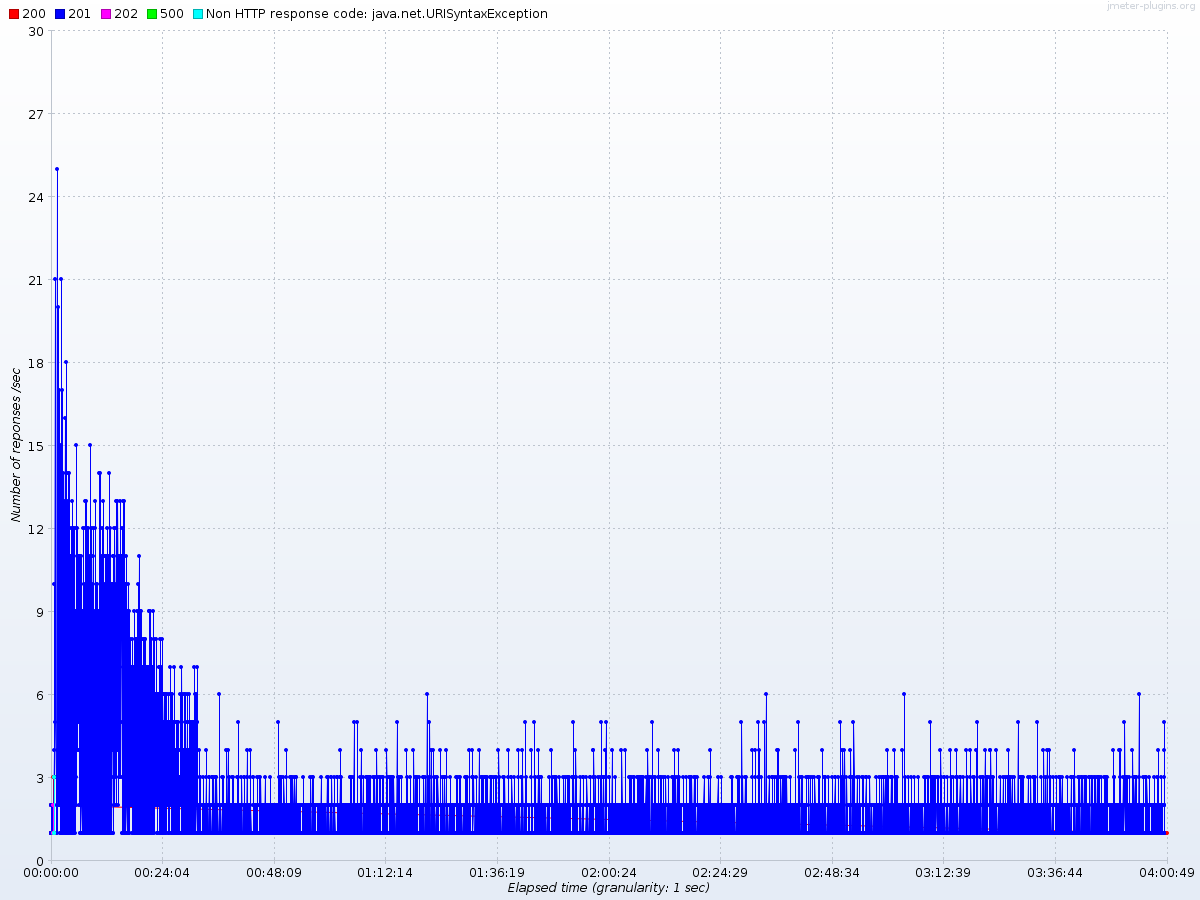 200 201 202 500 Non HTTP response code: java.net.URISyntaxException
jmeter-plugins.org
30
27
24
21
18
15
12
9
6
3
0
Number of reponses /sec
00:00:00 00:24:04 00:48:09 01:12:14 01:36:19 02:00:24 02:24:29 02:48:34 03:12:39 03:36:44 04:00:49
Elapsed time (granularity: 1 sec)